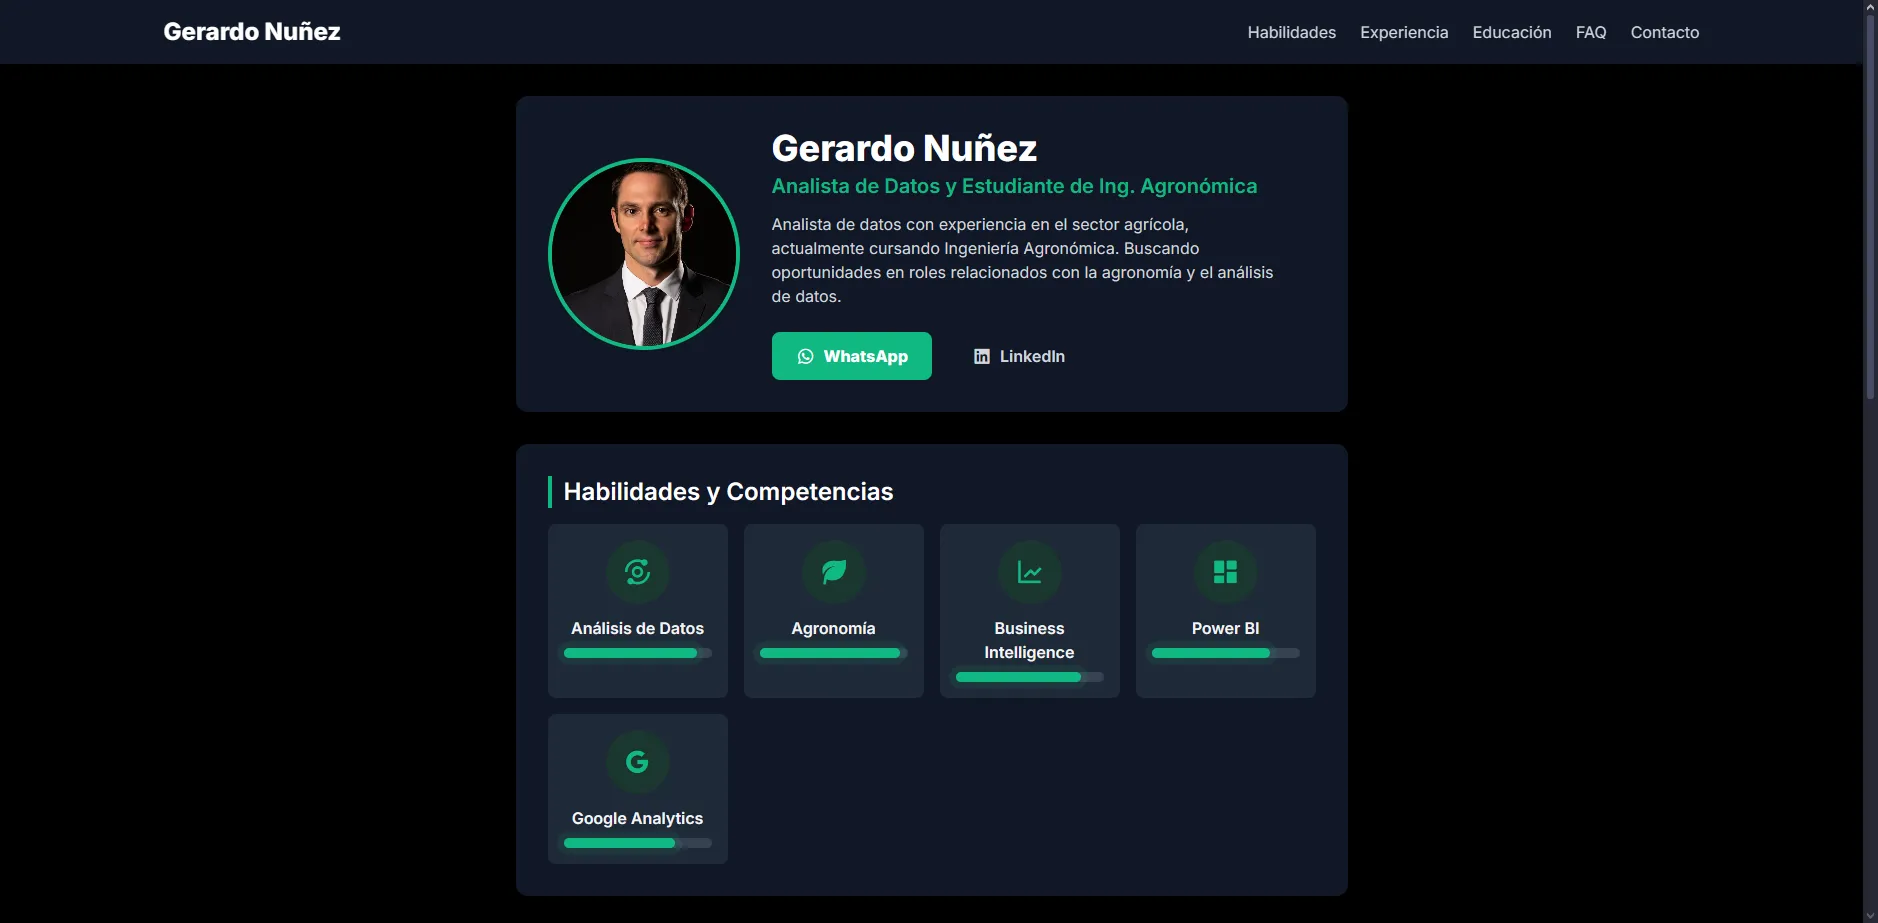 Gerardo Nuñez
Habilidades Experiencia Educación FAQ Contacto
Gerardo Nuñez
Analista de Datos y Estudiante de Ing. Agronómica
Analista de datos con experiencia en el sector agrícola,
actualmente cursando Ingeniería Agronómica. Buscando
oportunidades en roles relacionados con la agronomía y el análisis
de datos.
WhatsApp
LinkedIn
Habilidades y Competencias
Análisis de Datos
Agronomía
Business
Intelligence
Power BI
Google Analytics